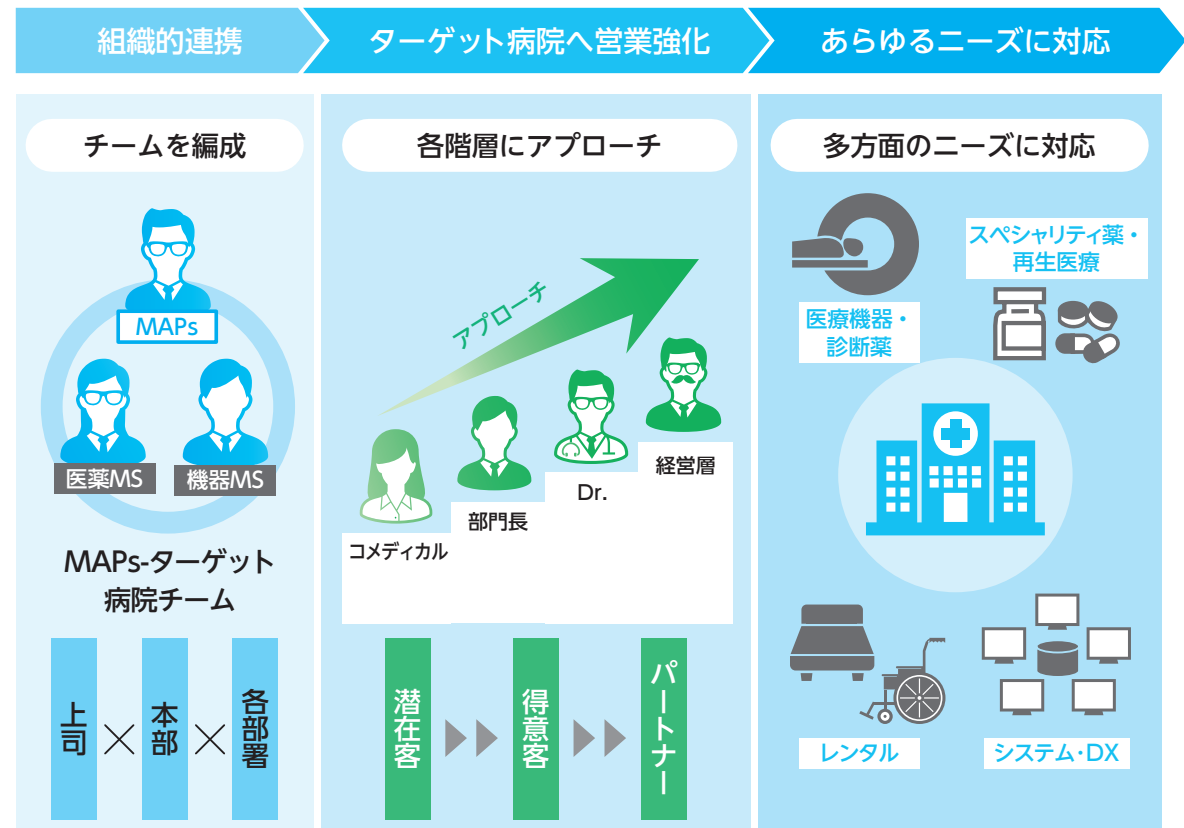 組織的連携
ターゲット病院へ営業強化
あらゆるニーズに対応
チームを編成
MAPs
医薬MS
機器MS
MAPs-ターゲット
病院チーム
上司
×
本部
×
各部署
各階層にアプローチ
アプローチ
コメディカル
部門長
Dr.
経営層
潜在客
得意客
パートナー
多方面のニーズに対応
医療機器・
診断薬
スペシャリティ薬・
再生医療
レンタル
システム・DX